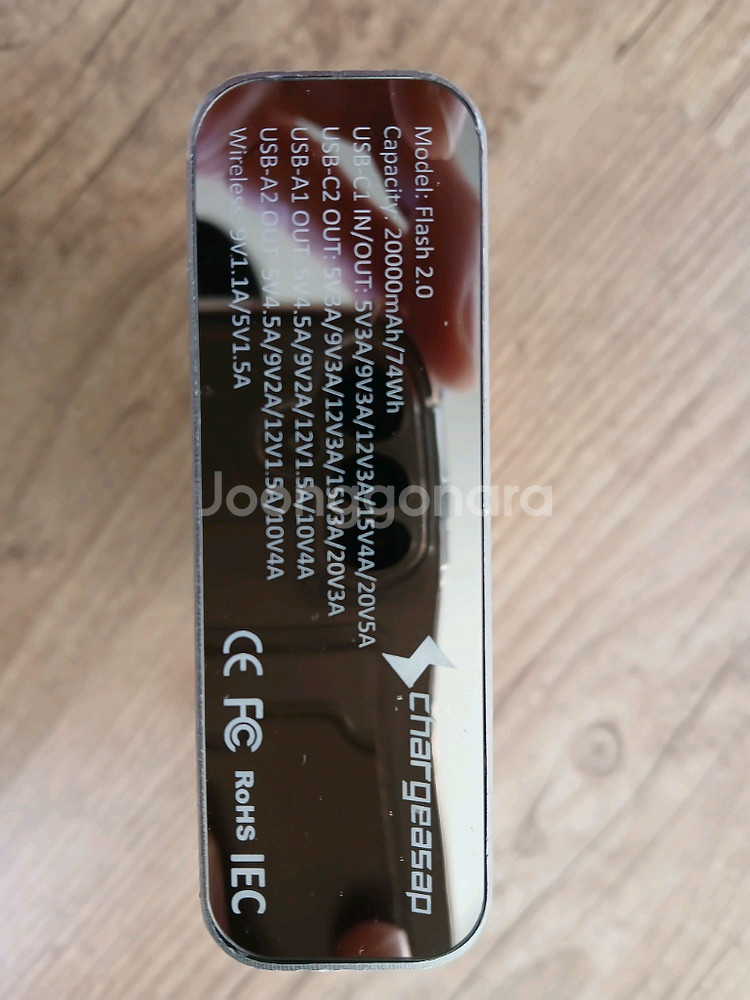 Model: Flash 2.0
Capacity: 20000mAh/74Wh
USB-C1 IN/OUT: 5V3A/9V3A/12V3A/15V4A/20V5A
USB-C2 OUT: 5V3A/9V3A/12V3A/15V3A/20V3A
USB-A1 OUT 5V4.5A/9V2A/12V1.5A/10V4A
USB-A2 OUT 5V4.5A/9V2A/12V1.5A/10V4A
Wireless 9V1.1A/5V1.5A
chargeasap
CE FC RoHS IEC
Joonggonara